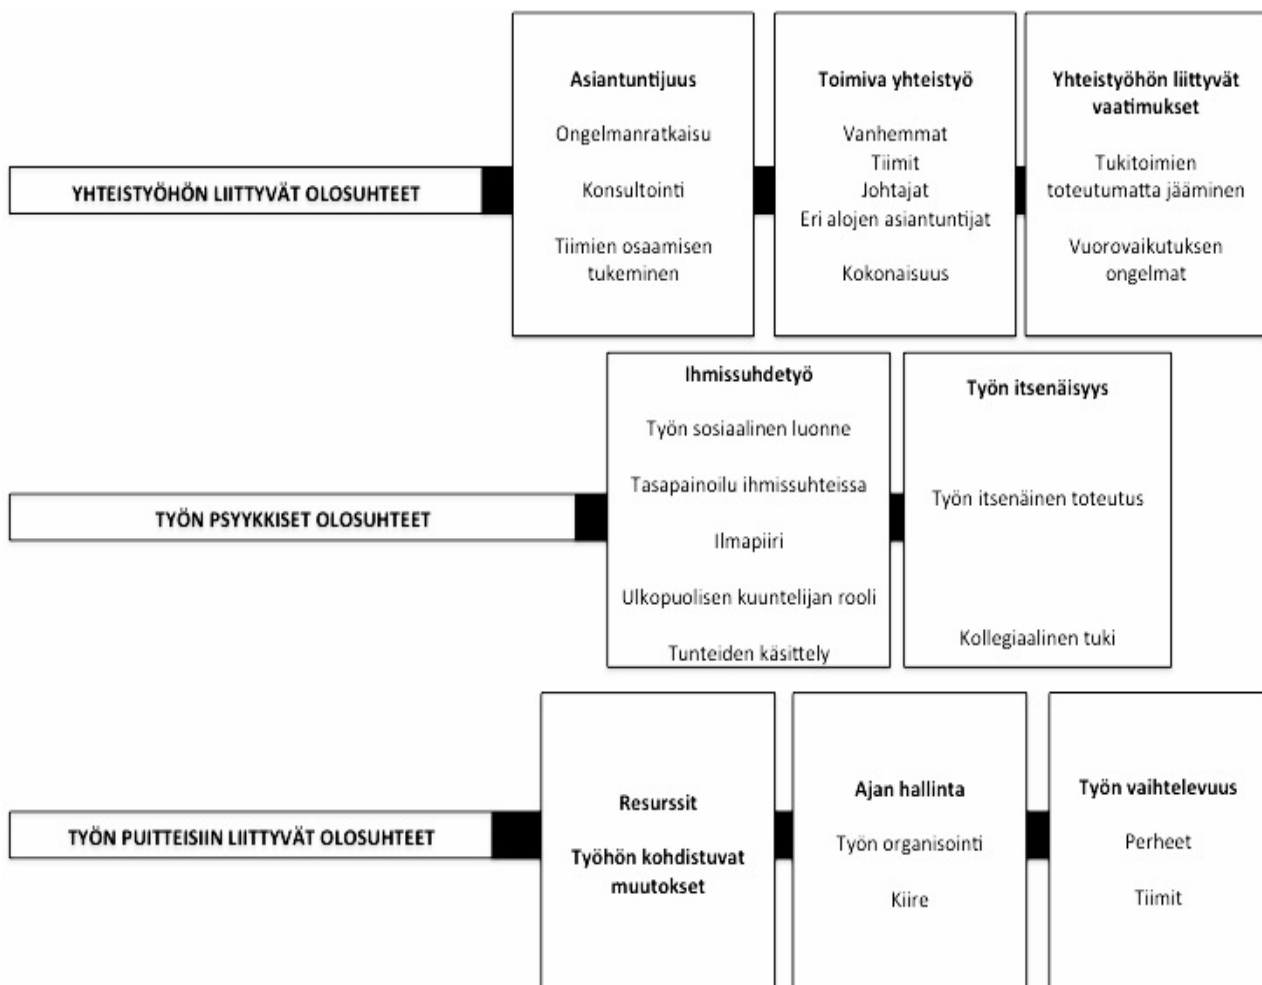 YHTEISTYÖHÖN LIITTYVÄT OLOSUHTEET
Asiantuntijuus
Ongelmanratkaisu
Konsultointi
Tiimien osaamisen
tukeminen
Toimiva yhteistyö
Vanhemmat
Tiimit
Johtajat
Eri alojen asiantuntijat
Kokonaisuus
Yhteistyöhön liittyvät
vaatimukset
Tukitoimien
toteutumatta jääminen
Vuorovaikutuksen
ongelmat
TYÖN PSYYKKISET OLOSUHTEET
Ihmissuhdetyö
Työn sosiaalinen luonne
Tasapainoilu ihmissuhteissa
Ilmapiiri
Ulkopuolisen kuuntelijan rooli
Tunteiden käsittely
Työn itsenäisyys
Työn itsenäinen toteutus
Kollegiaalinen tuki
TYÖN PUITTEISIIN LIITTYVÄT OLOSUHTEET
Resurssit
Työhön kohdistuvat
muutokset
Ajan hallinta
Työn organisointi
Kiire
Työn vaihtelevuus
Perheet
Tiimit